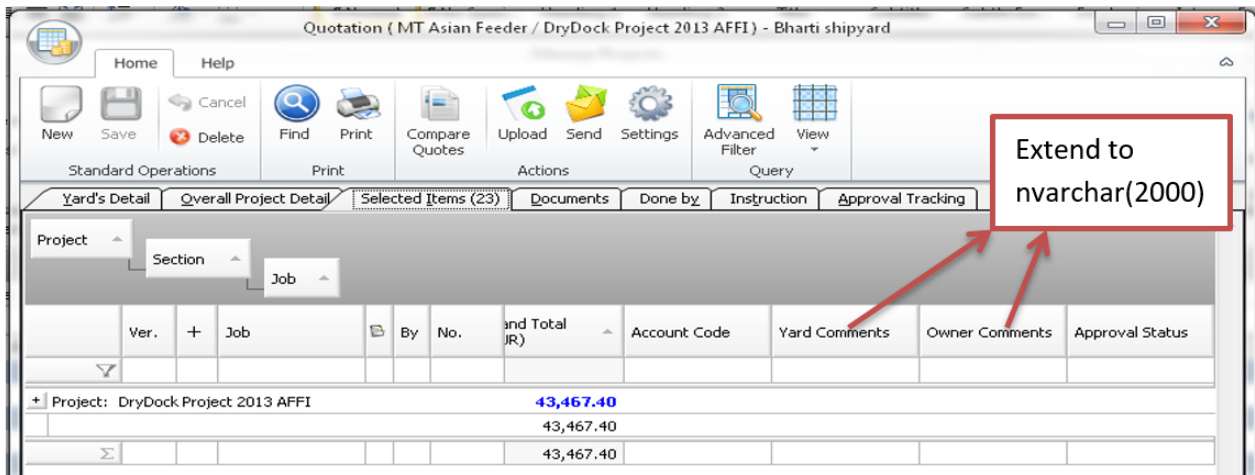 Quotation ( MT Asian Feeder / DryDock Project 2013 AFFI ) - Bharti shipyard
Home Help
New Save Cancel Delete Find Print Compare Quotes Upload Send Settings Advanced Filter View
Standard Operations Print Actions Query
Extend to
nvarchar(2000)
Yard's Detail Overall Project Detail Selected Items (23) Documents Done by Instruction Approval Tracking
Project
Section
Job
Ver. + Job By No. and Total Account Code Yard Comments Owner Comments Approval Status
JR)
+ Project: DryDock Project 2013 AFFI 43,467.40
43,467.40
Σ 43,467.40